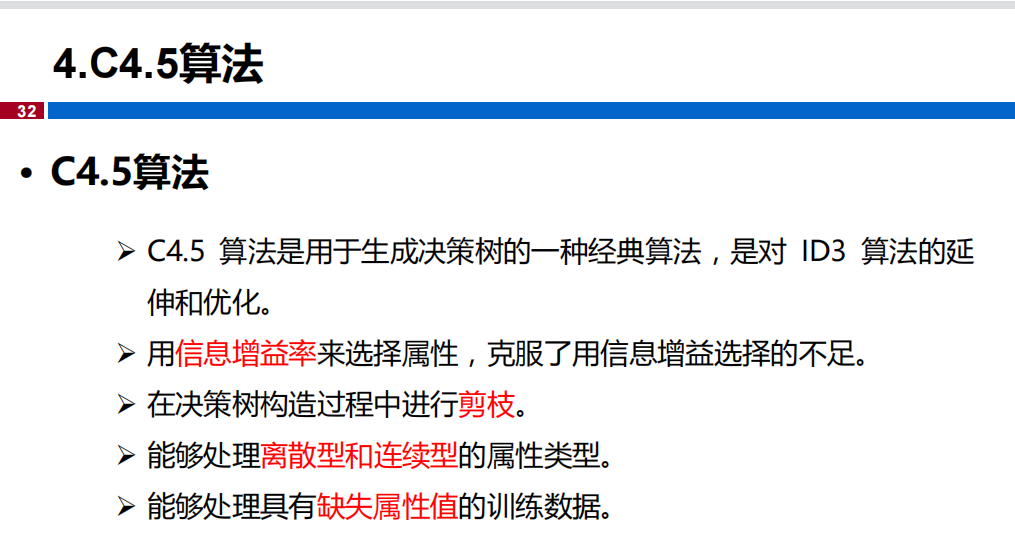 4.C4.5算法
32
• C4.5算法
➢ C4.5 算法是用于生成决策树的一种经典算法，是对 ID3 算法的延
伸和优化。
➢ 用信息增益率来选择属性，克服了用信息增益选择的不足。
➢ 在决策树构造过程中进行剪枝。
➢ 能够处理离散型和连续型的属性类型。
➢ 能够处理具有缺失属性值的训练数据。